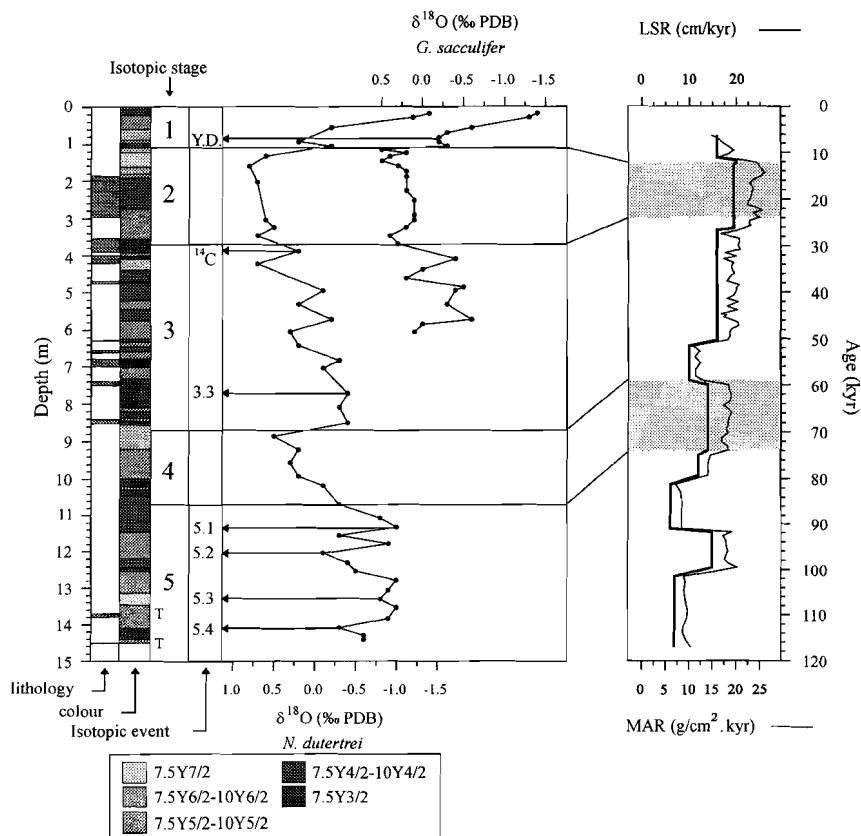 δ¹⁸O (‰ PDB)
G. sacculifer
LSR (cm/kyr)
Isotopic stage
0.5 0.0 -0.5 -1.0 -1.5
0 10 20
0
1
2
3
4
5
6
7
8
9
10
11
12
13
14
15
Depth (m)
1
2
3
4
5
T
T
Y.D.
¹⁴C
3.3
5.1
5.2
5.3
5.4
0
10
20
30
40
50
60
70
80
90
100
110
120
Age (kyr)
lithology
colour
Isotopic event
1.0 0.5 0.0 -0.5 -1.0 -1.5
δ¹⁸O (‰ PDB)
N. dutertrei
0 5 10 15 20 25
MAR (g/cm².kyr)
7.5Y7/2
7.5Y6/2-10Y6/2
7.5Y5/2-10Y5/2
7.5Y4/2-10Y4/2
7.5Y3/2